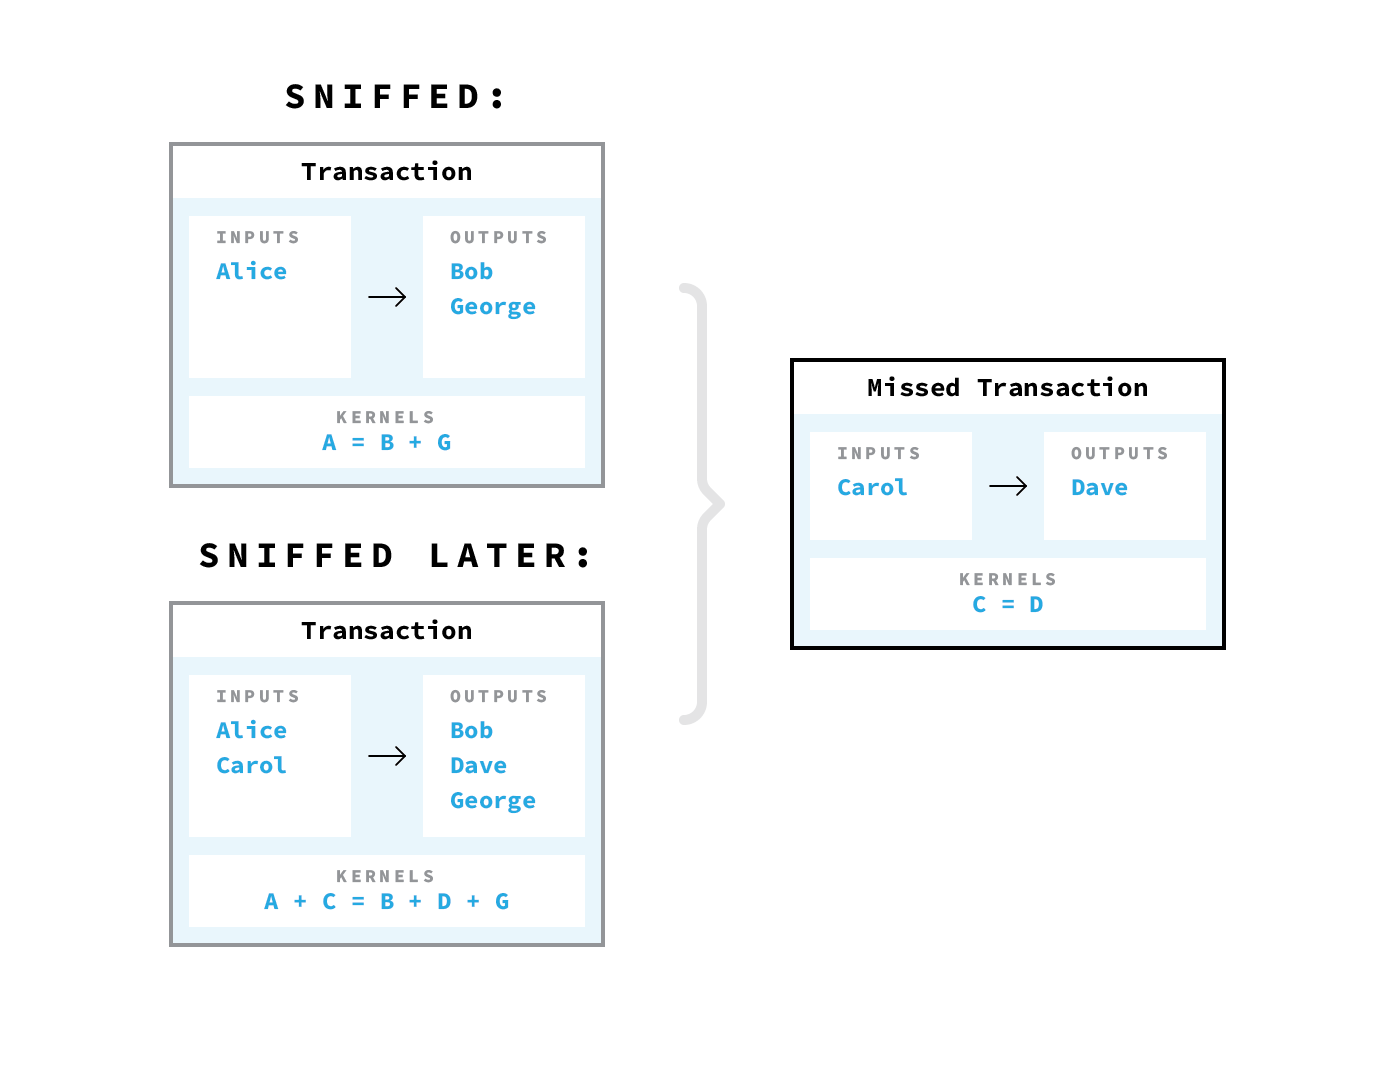 SNIFFED:
Transaction
INPUTS
Alice
OUTPUTS
Bob
George
KERNELS
A = B + G
SNIFFED LATER:
Transaction
INPUTS
Alice
Carol
OUTPUTS
Bob
Dave
George
KERNELS
A + C = B + D + G
Missed Transaction
INPUTS
Carol
OUTPUTS
Dave
KERNELS
C = D